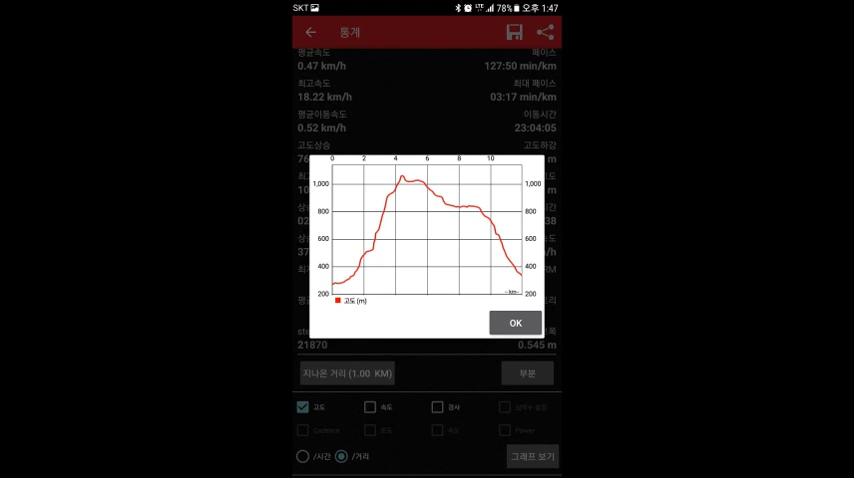 SKT 78% 오후 1:47
통계
평균속도 페이스
0.47 km/h 127:50 min/km
최고속도 최대 페이스
18.22 km/h 03:17 min/km
평균이동속도 이동시간
0.52 km/h 23:04:05
고도상승 고도하강
76 m
0 2 4 6 8 10
1,000 1,000
800 800
600 600
400 400
200 200
--km--
고도 (m)
OK
21870 0.545 m
지나온 거리 (1.00 KM) 부분
고도 속도 경사
Cadence 온도 Power
/시간 /거리 그래프 보기